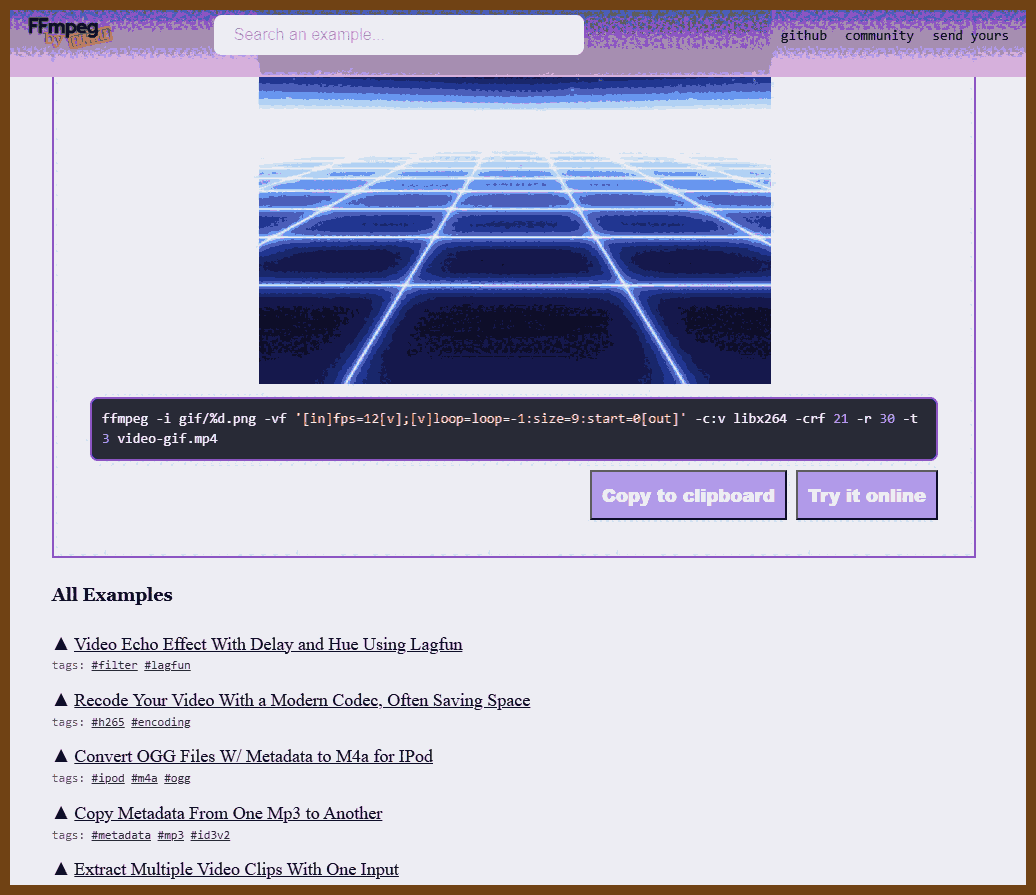 FFmpeg
by
Search an example...
github community send yours
ffmpeg -i gif/%d.png -vf '[in]fps=12[v];[v]loop=loop=-1:size=9:start=0[out]' -c:v libx264 -crf 21 -r 30 -t
3 video-gif.mp4
Copy to clipboard Try it online
All Examples
▲ Video Echo Effect With Delay and Hue Using Lagfun
tags: #filter #lagfun
▲ Recode Your Video With a Modern Codec, Often Saving Space
tags: #h265 #encoding
▲ Convert OGG Files W/ Metadata to M4a for IPod
tags: #ipod #m4a #ogg
▲ Copy Metadata From One Mp3 to Another
tags: #metadata #mp3 #id3v2
▲ Extract Multiple Video Clips With One Input